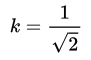 k = 1/√2